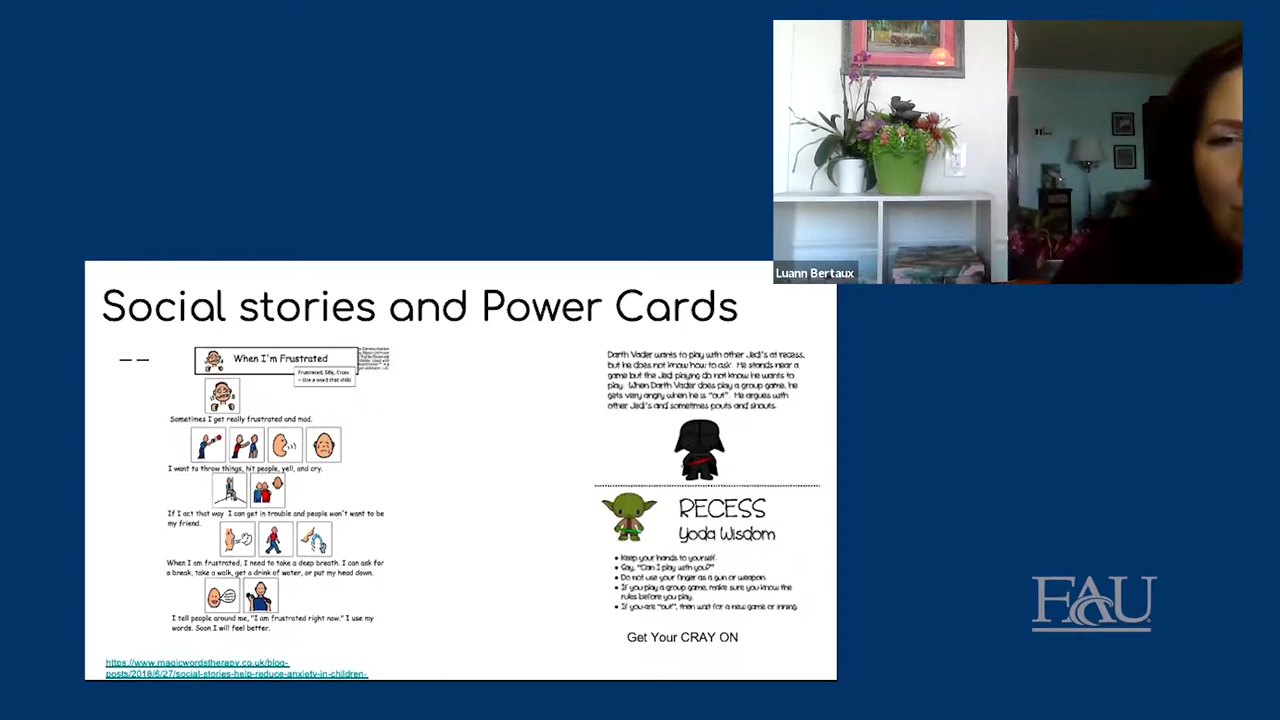 Luann Bertaux
Social stories and Power Cards
When I'm Frustrated
Frustrated, Silly, Cross
- Use a word that child
Sometimes I get really frustrated and mad.
I want to throw things, hit people, yell, and cry.
If I act that way I can get in trouble and people won't want to be
my friend.
When I am frustrated, I need to take a deep breath. I can ask for
a break, take a walk, get a drink of water, or put my head down.
I tell people around me, "I am frustrated right now." I use my
words. Soon I will feel better.
https://www.magicwordstherapy.co.uk/blog-
posts/2018/6/27/social-stories-help-reduce-anxiety-in-children-
Darth Vader wants to play with other Jedi's at recess,
but he does not know how to ask. He stands near a
game but the Jedi playing do not know he wants to
play. When Darth Vader does play a group game, he
gets very angry when he is "out". He argues with
other Jedi's and sometimes pouts and shouts.
RECESS
Yoda Wisdom
• Keep your hands to yourself.
• Say, "Can I play with you?"
• Do not use your finger as a gun or weapon.
• If you play a group game, make sure you know the
rules before you play.
• If you are "out", then wait for a new game or inning.
Get Your CRAY ON
FAU